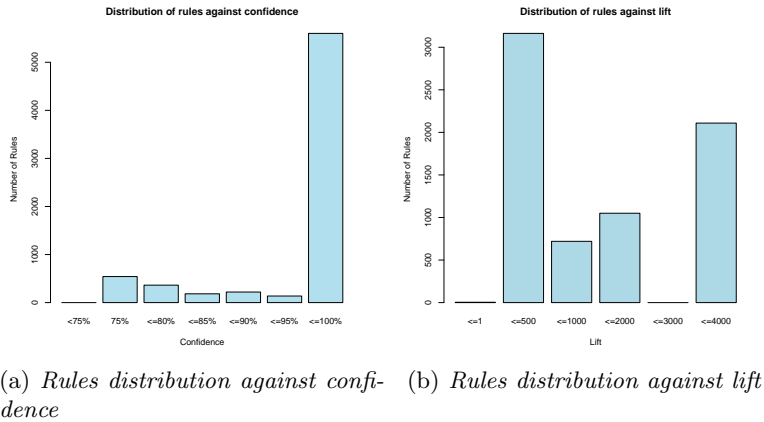 Distribution of rules against confidence
Number of Rules
0
1000
2000
3000
4000
5000
<75% 75% <=80% <=85% <=90% <=95% <=100%
Confidence
Distribution of rules against lift
Number of Rules
0
500
1000
1500
2000
2500
3000
<=1 <=500 <=1000 <=2000 <=3000 <=4000
Lift
(a) Rules distribution against confi-
dence
(b) Rules distribution against lift